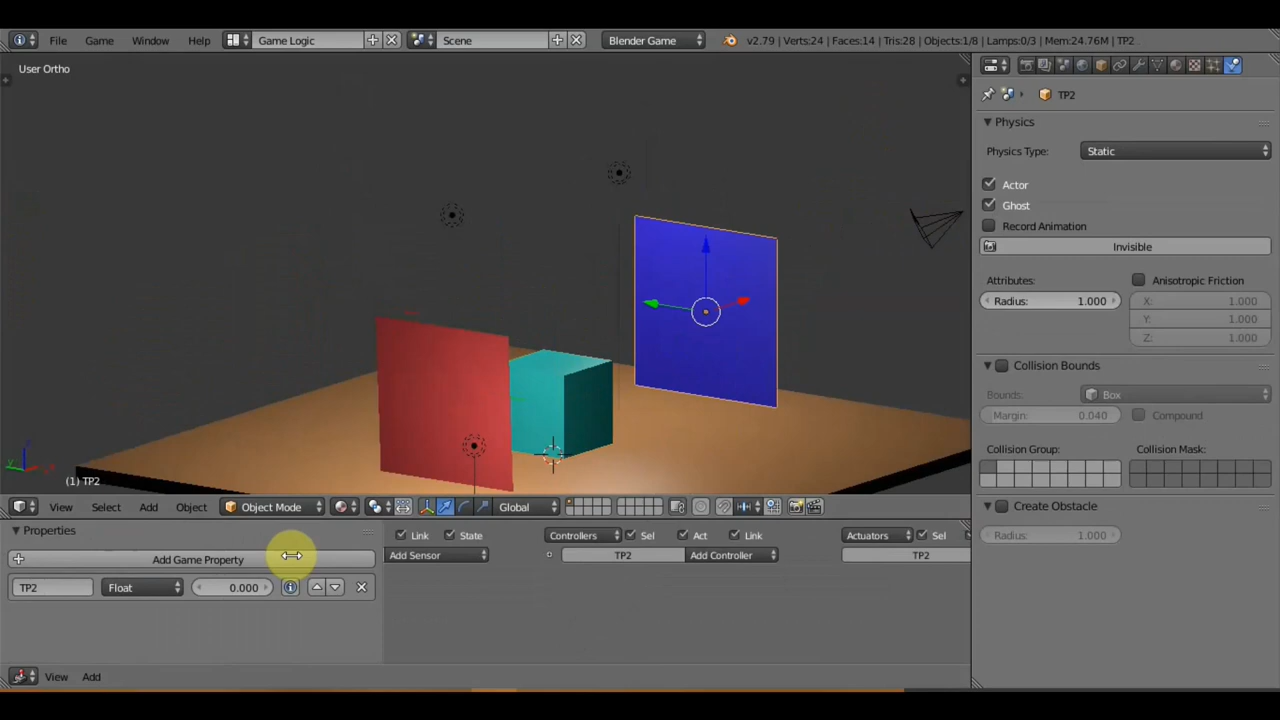 File Game Window Help Game Logic Scene Blender Game v2.79 | Verts:24 | Faces:14 | Tris:28 | Objects:1/8 | Lamps:0/3 | Mem:24.76M | TP2
User Ortho
TP2
Physics
Physics Type: Static
Actor
Ghost
Record Animation
Invisible
Attributes: Anisotropic Friction
Radius: 1.000 X: 1.000
Y: 1.000
Z: 1.000
Collision Bounds
Bounds: Box
Margin: 0.040 Compound
Collision Group: Collision Mask:
Create Obstacle
Radius: 1.000
(1) TP2
View Select Add Object Object Mode Global
Properties
Add Game Property
TP2 Float 0.000
Link State Controllers Sel Act Link Actuators Sel
Add Sensor TP2 Add Controller TP2
View Add